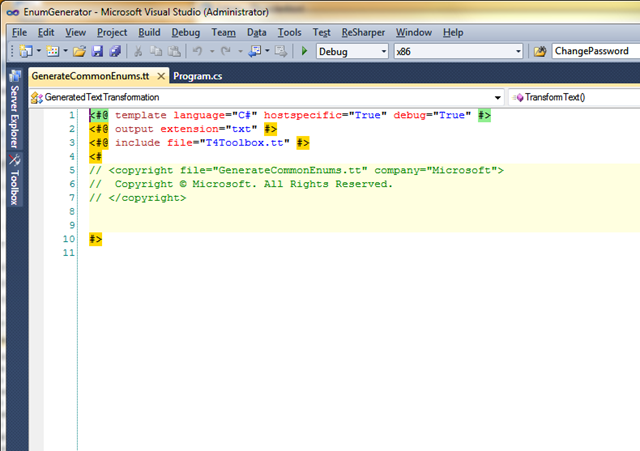 EnumGenerator - Microsoft Visual Studio (Administrator)
File Edit View Project Build Debug Team Data Tools Test ReSharper Window Help
Debug x86 ChangePassword
GenerateCommonEnums.tt Program.cs
GeneratedTextTransformation TransformText()
Server Explorer
Toolbox
1 <#@ template language="C#" hostspecific="True" debug="True" #>
2 <#@ output extension="txt" #>
3 <#@ include file="T4Toolbox.tt" #>
4 <#
5 // <copyright file="GenerateCommonEnums.tt" company="Microsoft">
6 //  Copyright © Microsoft. All Rights Reserved.
7 // </copyright>
8
9
10 #>
11